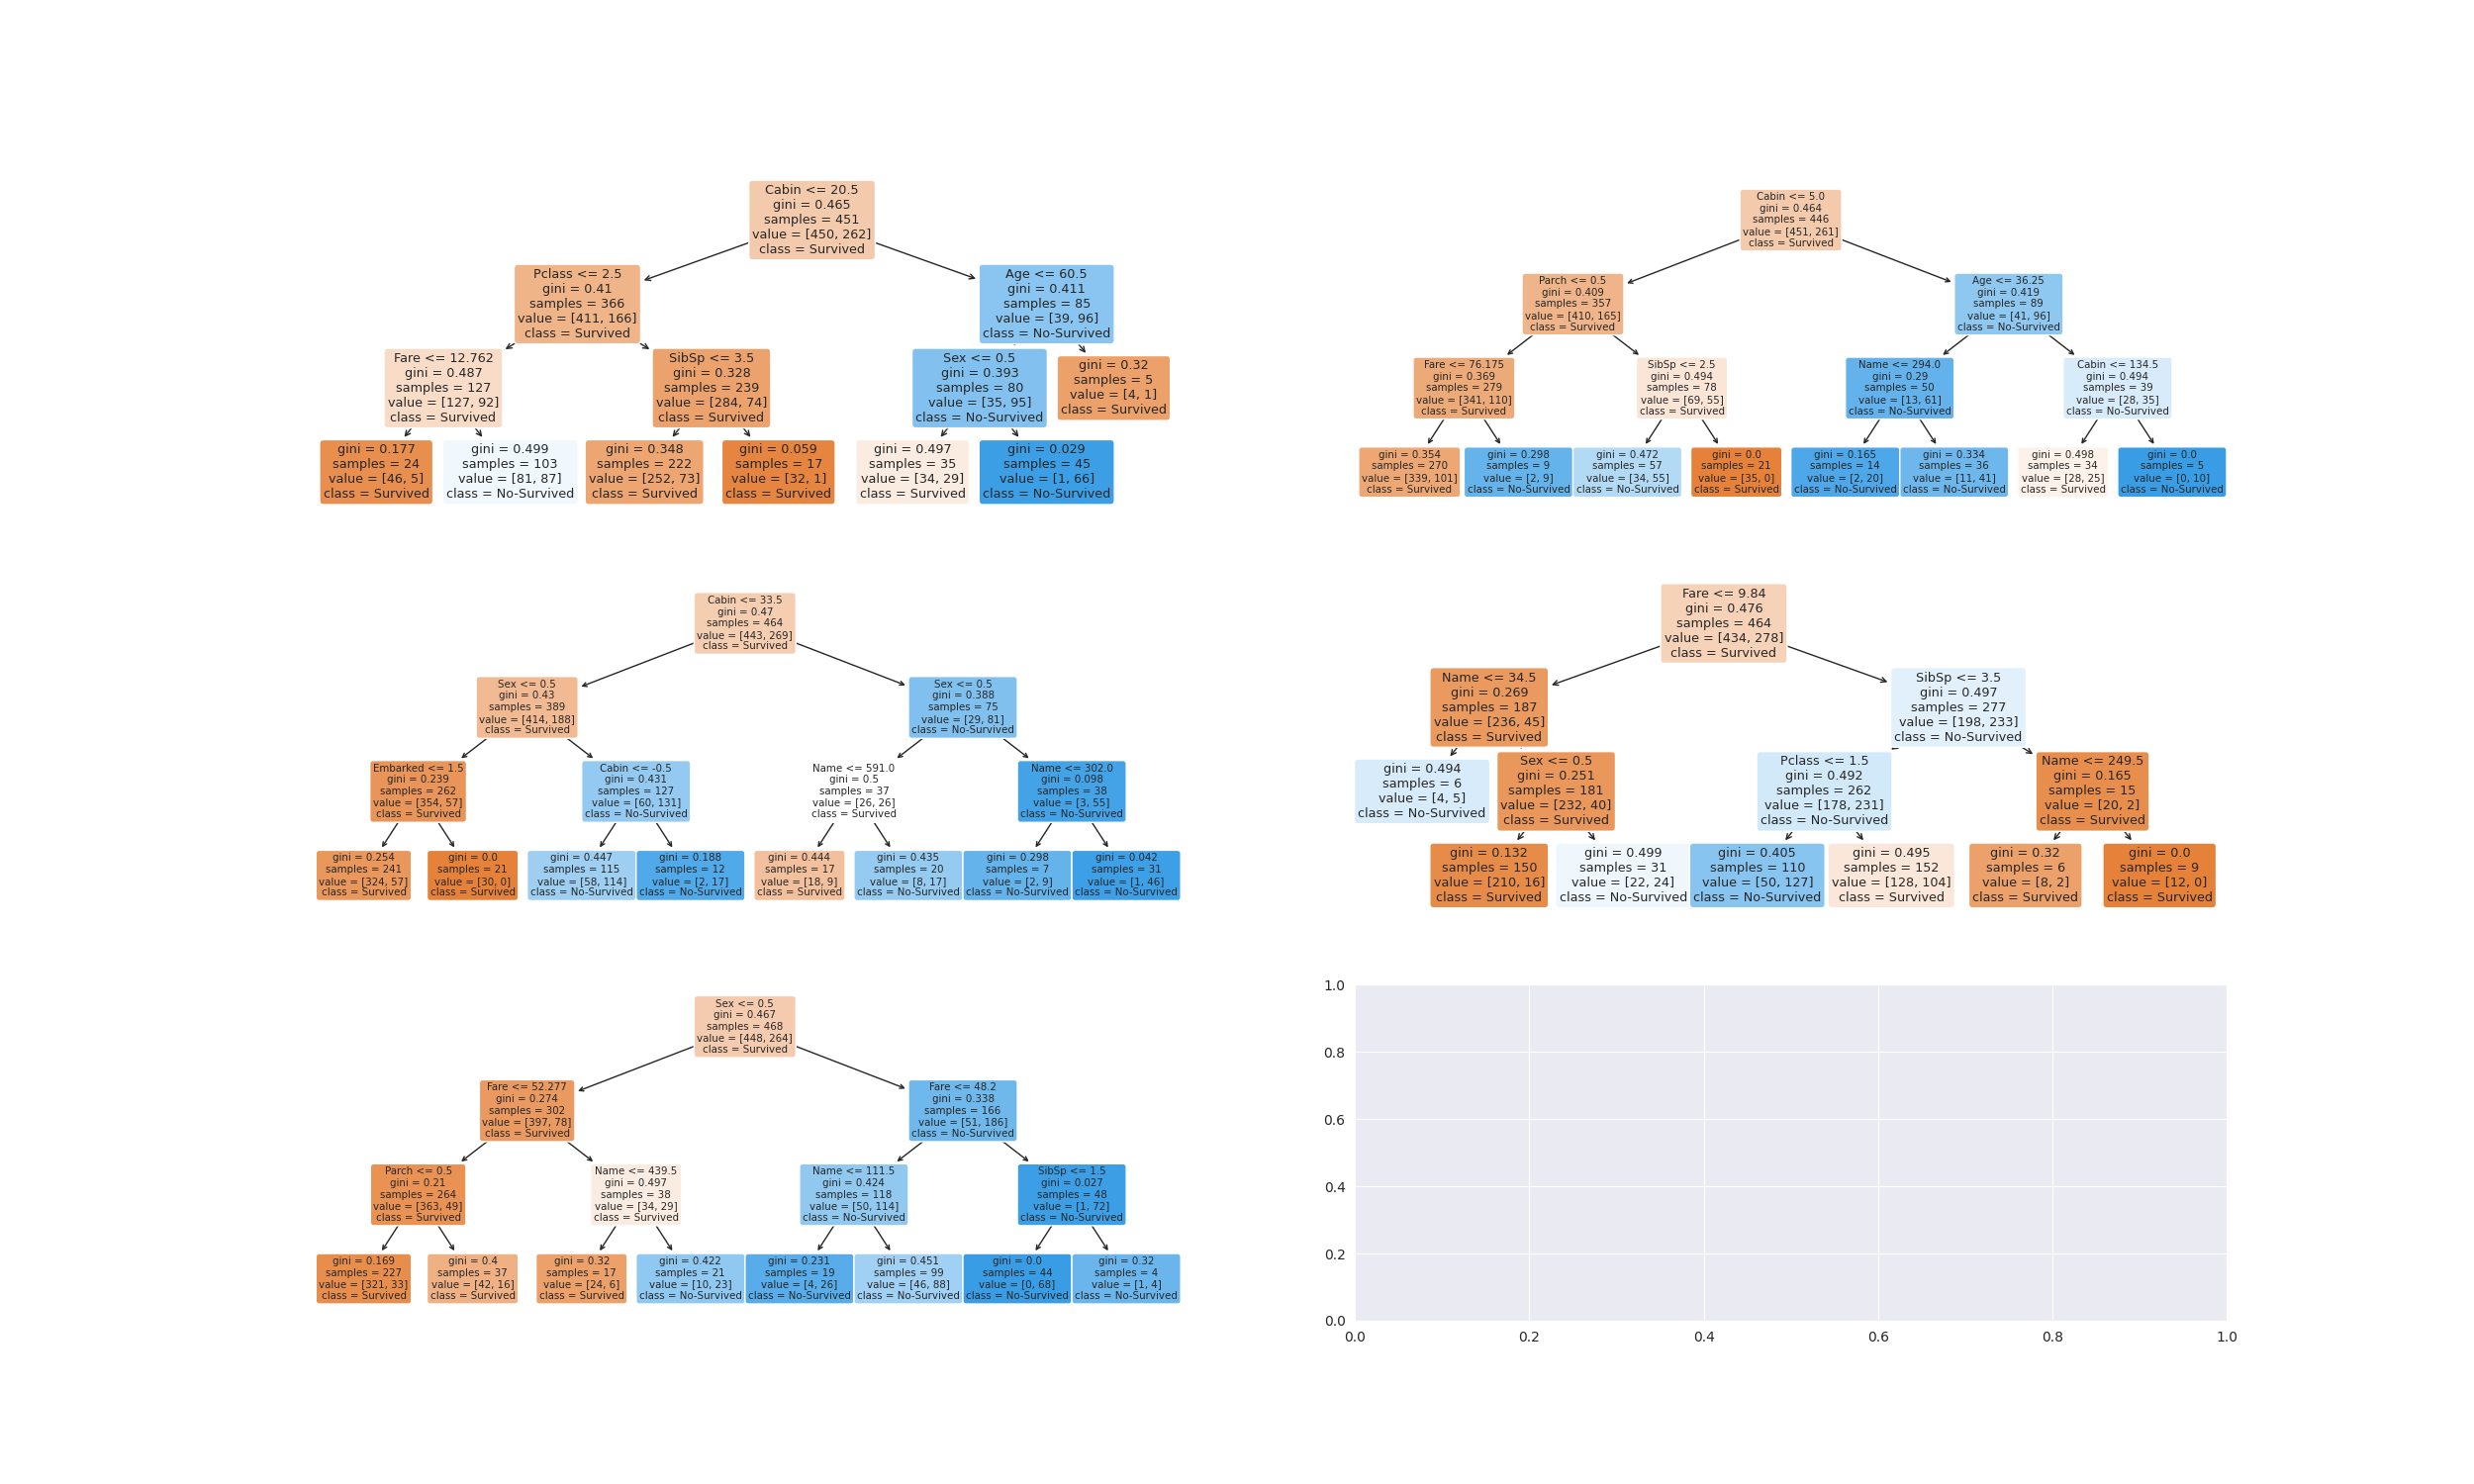 Cabin <= 20.5
gini = 0.465
samples = 451
value = [450, 262]
class = Survived
Pclass <= 2.5
gini = 0.41
samples = 366
value = [411, 166]
class = Survived
Age <= 60.5
gini = 0.411
samples = 85
value = [39, 96]
class = No-Survived
Fare <= 12.762
gini = 0.487
samples = 127
value = [127, 92]
class = Survived
SibSp <= 3.5
gini = 0.328
samples = 239
value = [284, 74]
class = Survived
Sex <= 0.5
gini = 0.393
samples = 80
value = [35, 95]
class = No-Survived
gini = 0.32
samples = 5
value = [4, 1]
class = Survived
gini = 0.177
samples = 24
value = [46, 5]
class = Survived
gini = 0.499
samples = 103
value = [81, 87]
class = No-Survived
gini = 0.348
samples = 222
value = [252, 73]
class = Survived
gini = 0.059
samples = 17
value = [32, 1]
class = Survived
gini = 0.497
samples = 35
value = [34, 29]
class = Survived
gini = 0.029
samples = 45
value = [1, 66]
class = No-Survived
Cabin <= 5.0
gini = 0.464
samples = 446
value = [451, 261]
class = Survived
Parch <= 0.5
gini = 0.409
samples = 357
value = [410, 165]
class = Survived
Age <= 36.25
gini = 0.419
samples = 89
value = [41, 96]
class = No-Survived
Fare <= 76.175
gini = 0.369
samples = 279
value = [341, 110]
class = Survived
SibSp <= 2.5
gini = 0.494
samples = 78
value = [69, 55]
class = Survived
Name <= 294.0
gini = 0.29
samples = 50
value = [13, 61]
class = No-Survived
Cabin <= 134.5
gini = 0.494
samples = 39
value = [28, 35]
class = No-Survived
gini = 0.354
samples = 270
value = [339, 101]
class = Survived
gini = 0.298
samples = 9
value = [2, 9]
class = No-Survived
gini = 0.472
samples = 57
value = [34, 55]
class = No-Survived
gini = 0.0
samples = 21
value = [35, 0]
class = Survived
gini = 0.165
samples = 14
value = [2, 20]
class = No-Survived
gini = 0.334
samples = 36
value = [11, 41]
class = No-Survived
gini = 0.498
samples = 34
value = [28, 25]
class = Survived
gini = 0.0
samples = 5
value = [0, 10]
class = No-Survived
Cabin <= 33.5
gini = 0.47
samples = 464
value = [443, 269]
class = Survived
Sex <= 0.5
gini = 0.43
samples = 389
value = [414, 188]
class = Survived
Sex <= 0.5
gini = 0.388
samples = 75
value = [29, 81]
class = No-Survived
Embarked <= 1.5
gini = 0.239
samples = 262
value = [354, 57]
class = Survived
Cabin <= -0.5
gini = 0.431
samples = 127
value = [60, 131]
class = No-Survived
Name <= 591.0
gini = 0.5
samples = 37
value = [26, 26]
class = Survived
Name <= 302.0
gini = 0.098
samples = 38
value = [3, 55]
class = No-Survived
gini = 0.254
samples = 241
value = [324, 57]
class = Survived
gini = 0.0
samples = 21
value = [30, 0]
class = Survived
gini = 0.447
samples = 115
value = [58, 114]
class = No-Survived
gini = 0.188
samples = 12
value = [2, 17]
class = No-Survived
gini = 0.444
samples = 17
value = [18, 9]
class = Survived
gini = 0.435
samples = 20
value = [8, 17]
class = No-Survived
gini = 0.298
samples = 7
value = [2, 9]
class = No-Survived
gini = 0.042
samples = 31
value = [1, 46]
class = No-Survived
Fare <= 9.84
gini = 0.476
samples = 464
value = [434, 278]
class = Survived
Name <= 34.5
gini = 0.269
samples = 187
value = [236, 45]
class = Survived
SibSp <= 3.5
gini = 0.497
samples = 277
value = [198, 233]
class = No-Survived
gini = 0.494
samples = 6
value = [4, 5]
class = No-Survived
Sex <= 0.5
gini = 0.251
samples = 181
value = [232, 40]
class = Survived
Pclass <= 1.5
gini = 0.492
samples = 262
value = [178, 231]
class = No-Survived
Name <= 249.5
gini = 0.165
samples = 15
value = [20, 2]
class = Survived
gini = 0.132
samples = 150
value = [210, 16]
class = Survived
gini = 0.499
samples = 31
value = [22, 24]
class = No-Survived
gini = 0.405
samples = 110
value = [50, 127]
class = No-Survived
gini = 0.495
samples = 152
value = [128, 104]
class = Survived
gini = 0.32
samples = 6
value = [8, 2]
class = Survived
gini = 0.0
samples = 9
value = [12, 0]
class = Survived
Sex <= 0.5
gini = 0.467
samples = 468
value = [448, 264]
class = Survived
Fare <= 52.277
gini = 0.274
samples = 302
value = [397, 78]
class = Survived
Fare <= 48.2
gini = 0.338
samples = 166
value = [51, 186]
class = No-Survived
Parch <= 0.5
gini = 0.21
samples = 264
value = [363, 49]
class = Survived
Name <= 439.5
gini = 0.497
samples = 38
value = [34, 29]
class = Survived
Name <= 111.5
gini = 0.424
samples = 118
value = [50, 114]
class = No-Survived
SibSp <= 1.5
gini = 0.027
samples = 48
value = [1, 72]
class = No-Survived
gini = 0.169
samples = 227
value = [321, 33]
class = Survived
gini = 0.4
samples = 37
value = [42, 16]
class = Survived
gini = 0.32
samples = 17
value = [24, 6]
class = Survived
gini = 0.422
samples = 21
value = [10, 23]
class = No-Survived
gini = 0.231
samples = 19
value = [4, 26]
class = No-Survived
gini = 0.451
samples = 99
value = [46, 88]
class = No-Survived
gini = 0.0
samples = 44
value = [0, 68]
class = No-Survived
gini = 0.32
samples = 4
value = [1, 4]
class = No-Survived
1.0
0.8
0.6
0.4
0.2
0.0
0.0 0.2 0.4 0.6 0.8 1.0